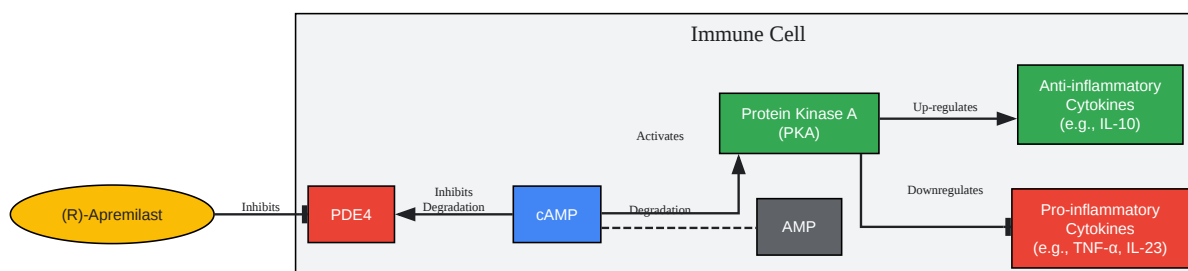 Immune Cell
Anti-inflammatory
Cytokines
(e.g., IL-10)
Up-regulates
Protein Kinase A
(PKA)
Activates
Downregulates
Inhibits
Degradation
(R)-Apremilast
Inhibits
PDE4
cAMP
Degradation
AMP
Pro-inflammatory
Cytokines
(e.g., TNF-α, IL-23)